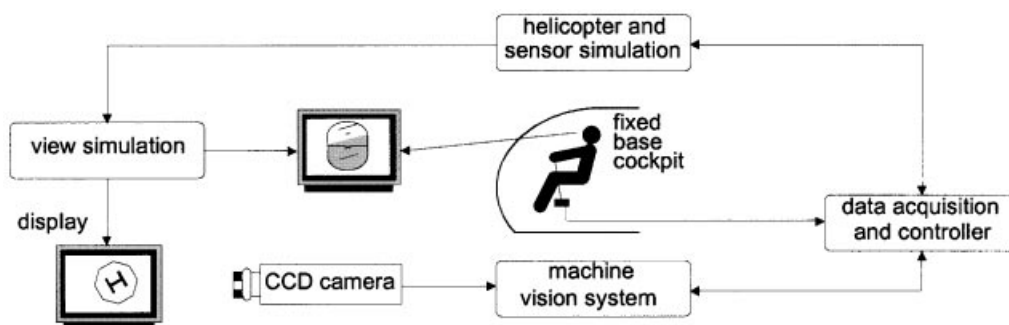 helicopter and
sensor simulation
view simulation
fixed
base
cockpit
display
H
data acquisition
and controller
CCD camera
machine
vision system